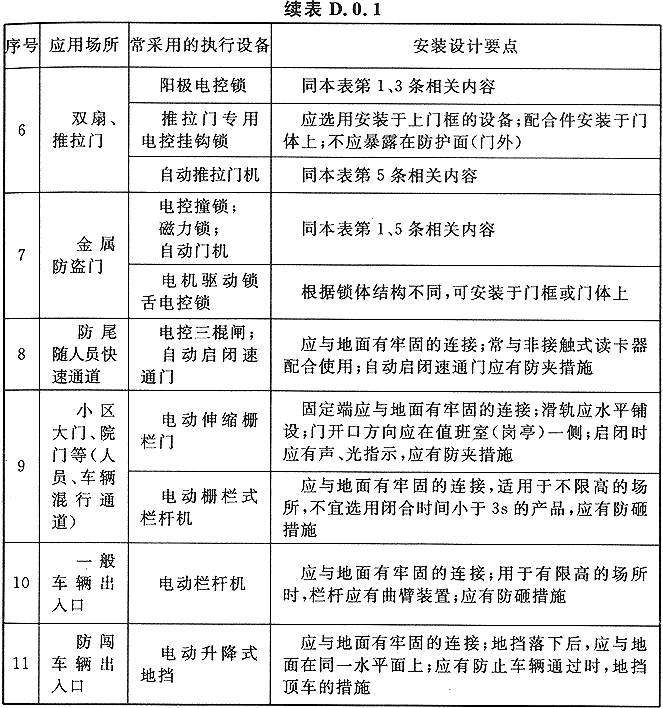 续表 D.0.1
序号 应用场所 常采用的执行设备 安装设计要点
6
双扇、
推拉门
阳极电控锁
同本表第 1、3 条相关内容
推拉门专用
电控挂钩锁
应选用安装于上门框的设备；配合件安装于门
体上；不应暴露在防护面(门外)
自动推拉门机
同本表第 5 条相关内容
7
金属
防盗门
电控撞锁；
磁力锁；
自动门机
同本表第 1、5 条相关内容
电机驱动锁
舌电控锁
根据锁体结构不同,可安装于门框或门体上
8
防尾
随人员快
速通道
电控三棍闸；
自动启闭速
通门
应与地面有牢固的连接；常与非接触式读卡器
配合使用；自动启闭速通门应有防夹措施
9
小区
大门、院
门等(人
员、车辆
混行通
道)
电动伸缩栅
栏门
固定端应与地面有牢固的连接；滑轨应水平铺
设；门开口方向应在值班室(岗亭)一侧；启闭时
应有声、光指示,应有防夹措施
电动栅栏式
栏杆机
应与地面有牢固的连接,适用于不限高的场
所,不宜选用闭合时间小于 3s 的产品,应有防砸
措施
10
一般
车辆出
入口
电动栏杆机
应与地面有牢固的连接；用于有限高的场所
时,栏杆应有曲臂装置；应有防砸措施
11
防闯
车辆出
入口
电动升降式
地挡
应与地面有牢固的连接；地挡落下后,应与地
面在同一水平面上；应有防止车辆通过时,地挡
顶车的措施